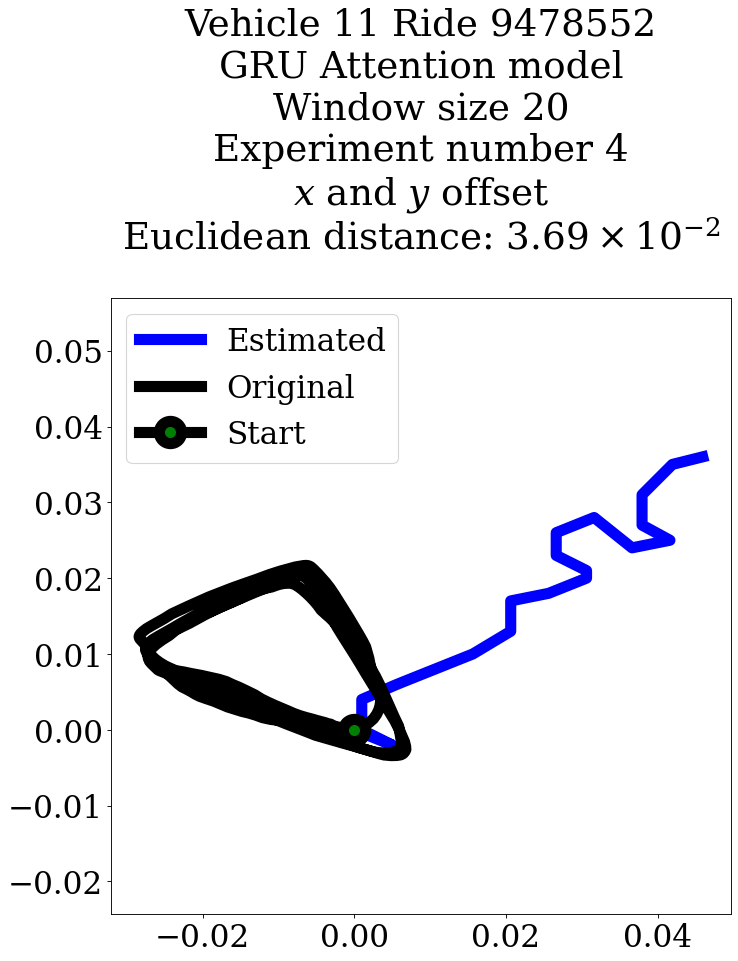 Vehicle 11 Ride 9478552
GRU Attention model
Window size 20
Experiment number 4
x and y offset
Euclidean distance: 3.69 × 10⁻²
Estimated
Original
Start
0.05
0.04
0.03
0.02
0.01
0.00
−0.01
−0.02
−0.02 0.00 0.02 0.04